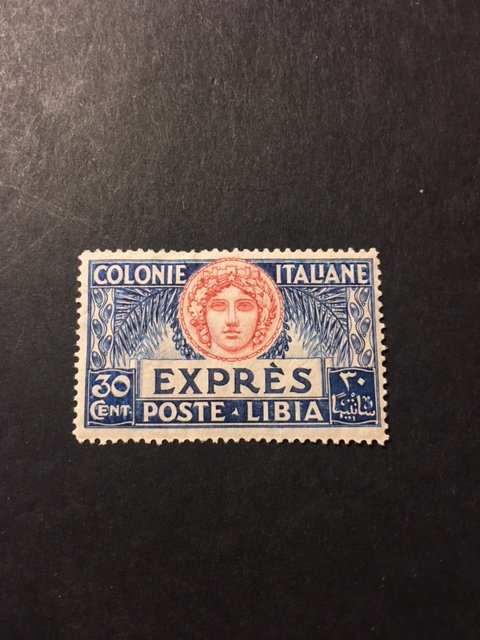 COLONIE ITALIANE
EXPRÈS
30 ٣٠
CENT.
POSTE LIBIA